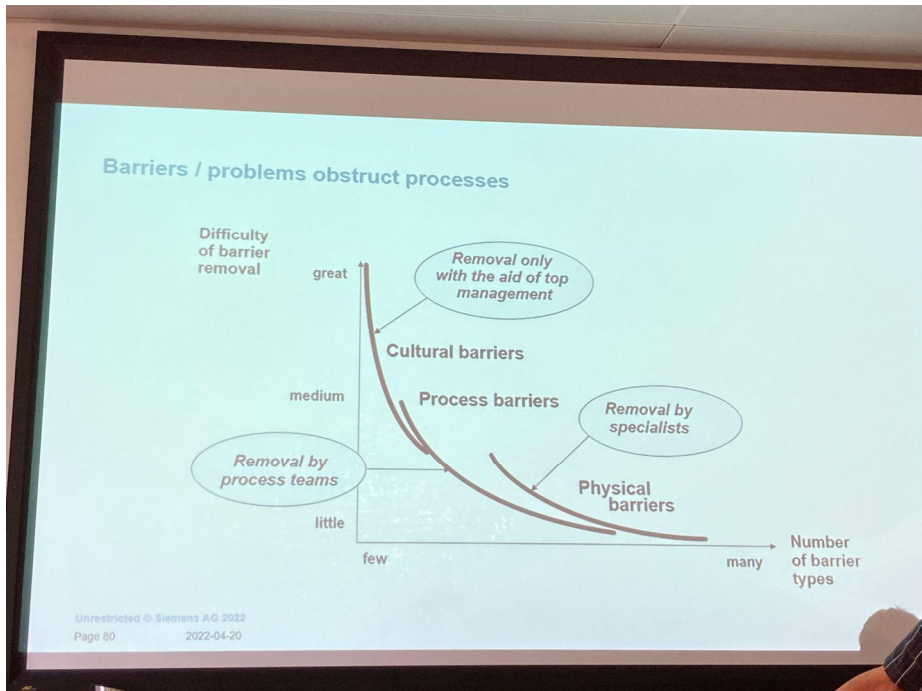 Barriers / problems obstruct processes
Difficulty
of barrier
removal
great
Removal only
with the aid of top
management
Cultural barriers
medium
Process barriers
Removal by
specialists
Removal by
process teams
Physical
barriers
little
few
many
Number
of barrier
types
Unrestricted © Siemens AG 2022
Page 80
2022-04-20